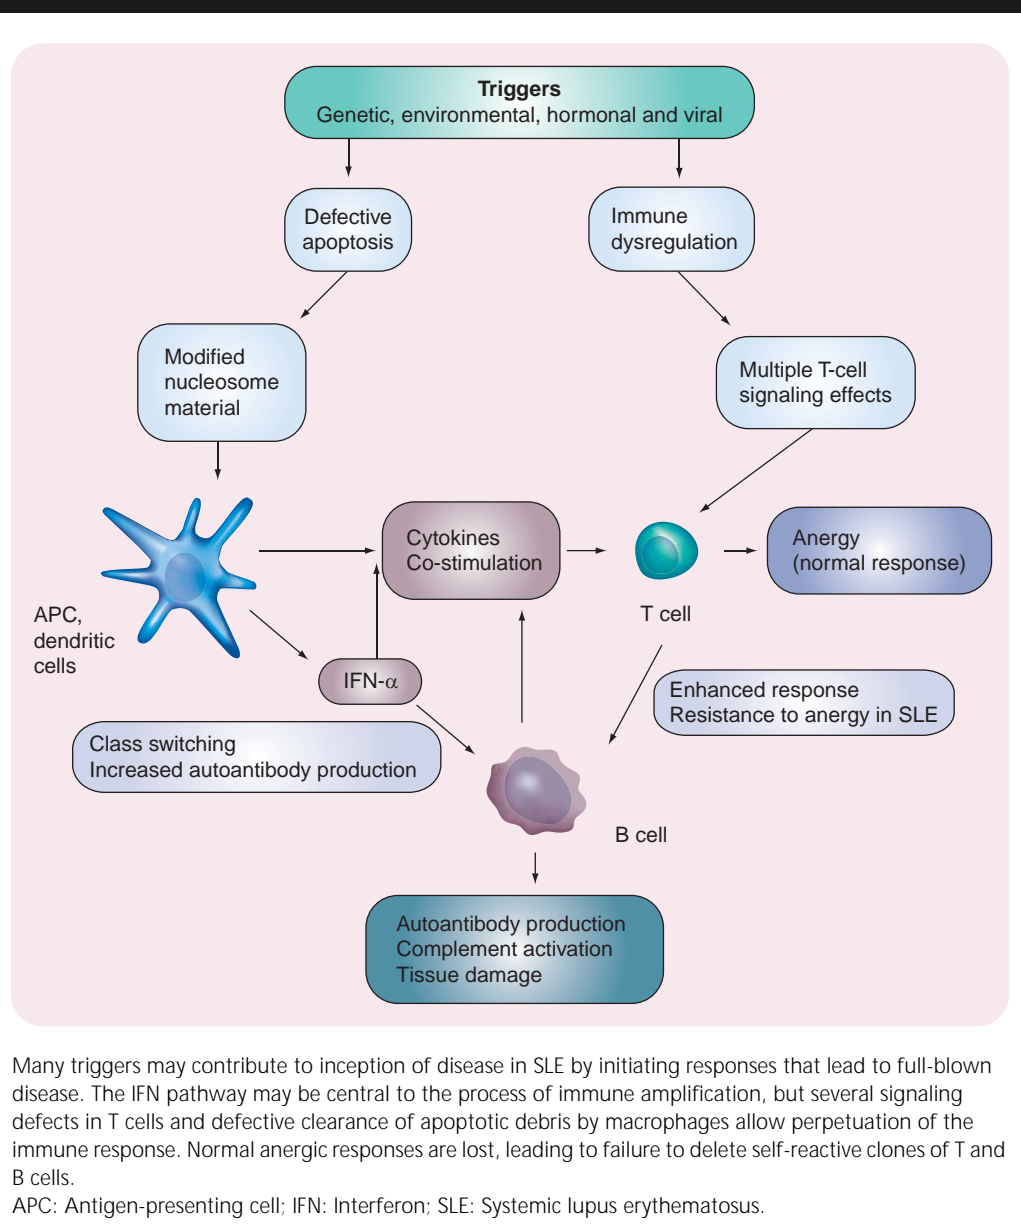 Triggers
Genetic, environmental, hormonal and viral
Defective
apoptosis
Immune
dysregulation
Modified
nucleosome
material
Multiple T-cell
signaling effects
Cytokines
Co-stimulation
Anergy
(normal response)
T cell
APC,
dendritic
cells
IFN-α
Enhanced response
Resistance to anergy in SLE
Class switching
Increased autoantibody production
B cell
Autoantibody production
Complement activation
Tissue damage
Many triggers may contribute to inception of disease in SLE by initiating responses that lead to full-blown
disease. The IFN pathway may be central to the process of immune amplification, but several signaling
defects in T cells and defective clearance of apoptotic debris by macrophages allow perpetuation of the
immune response. Normal anergic responses are lost, leading to failure to delete self-reactive clones of T and
B cells.
APC: Antigen-presenting cell; IFN: Interferon; SLE: Systemic lupus erythematosus.